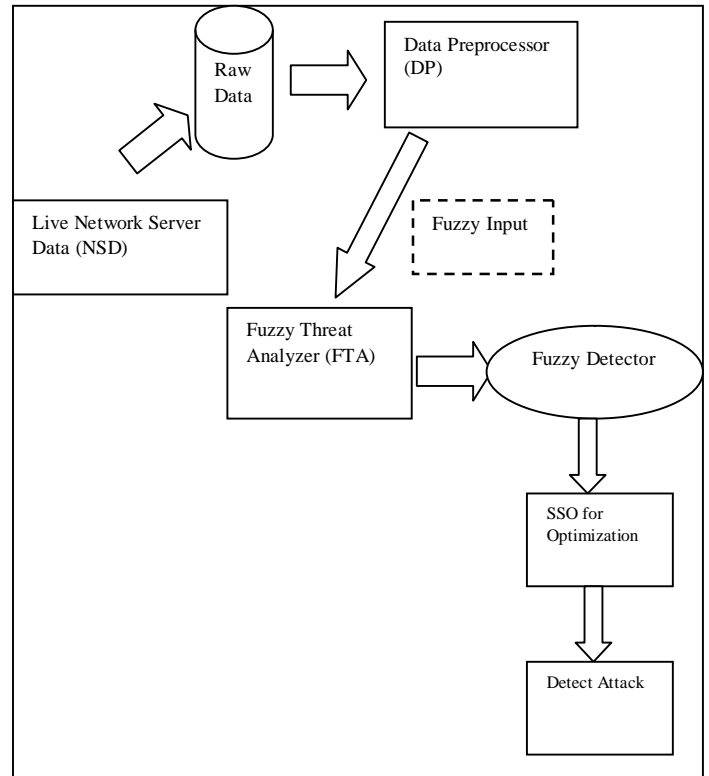 Raw
Data
Data Preprocessor
(DP)
Live Network Server
Data (NSD)
Fuzzy Input
Fuzzy Threat
Analyzer (FTA)
Fuzzy Detector
SSO for
Optimization
Detect Attack